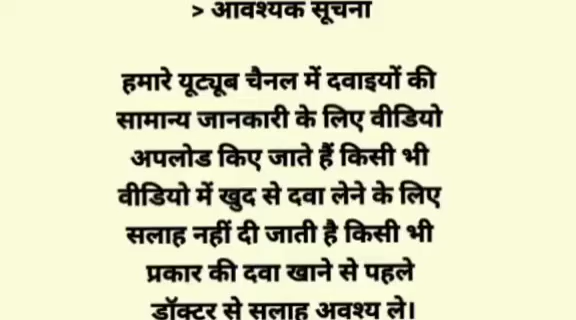 > आवश्यक सूचना
हमारे यूट्यूब चैनल में दवाइयों की
सामान्य जानकारी के लिए वीडियो
अपलोड किए जाते हैं किसी भी
वीडियो में खुद से दवा लेने के लिए
सलाह नहीं दी जाती है किसी भी
प्रकार की दवा खाने से पहले
डॉक्टर से सलाह अवश्य ले।